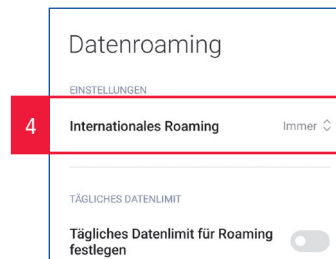 Datenroaming
EINSTELLUNGEN
4
Internationales Roaming Immer
TÄGLICHES DATENLIMIT
Tägliches Datenlimit für Roaming
festlegen